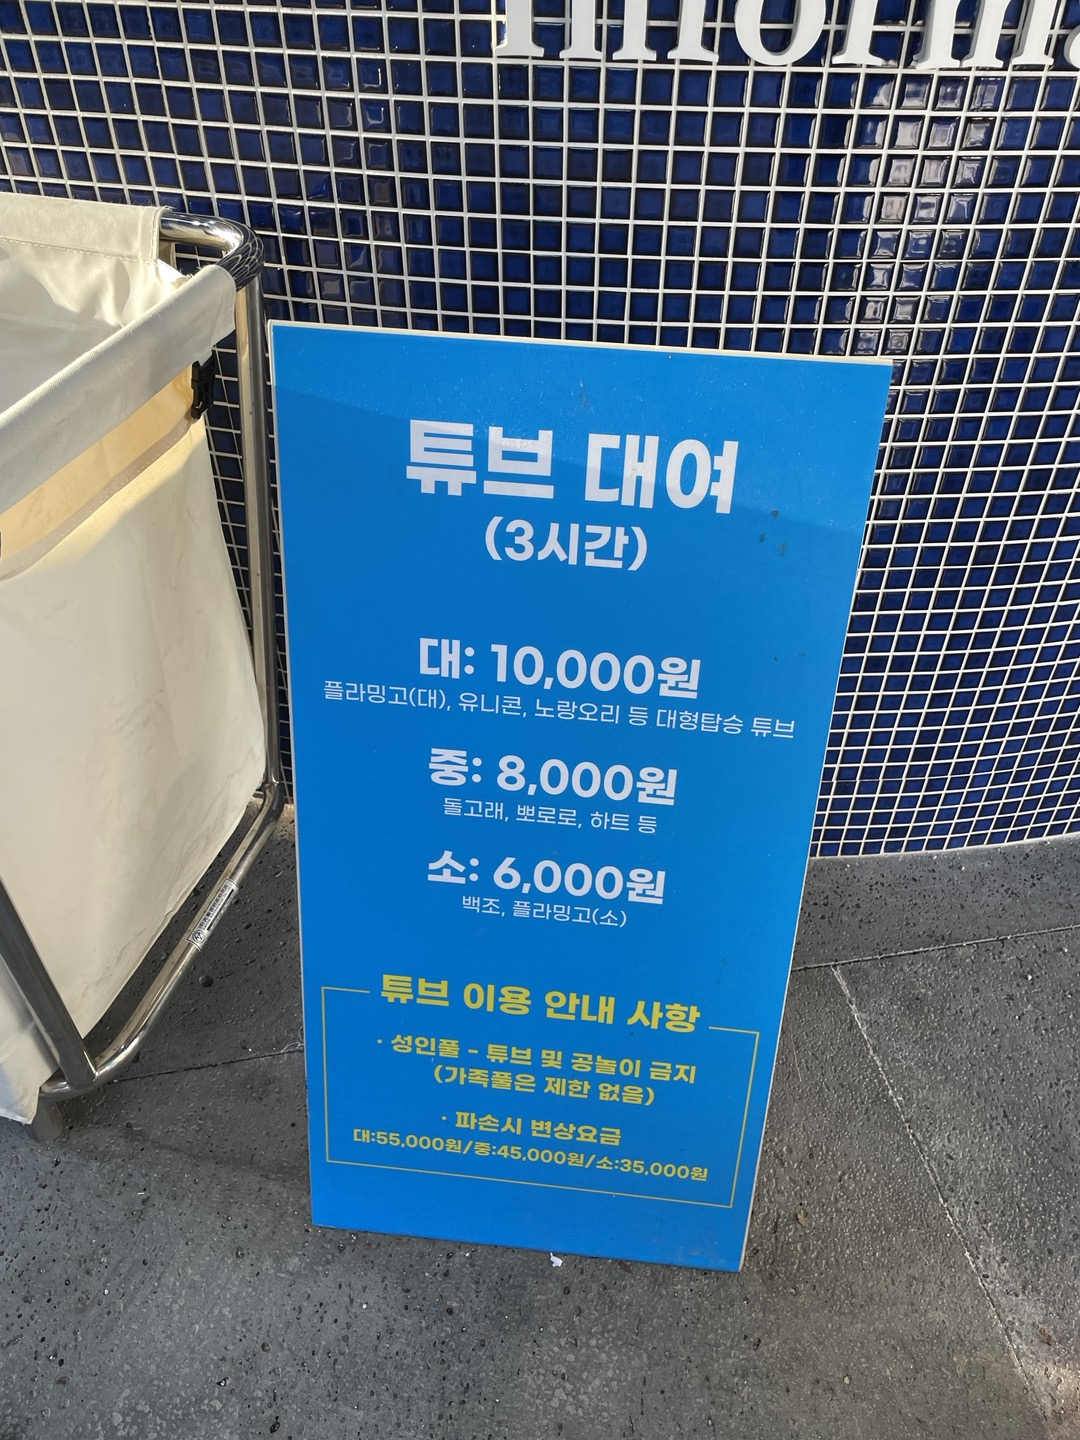 튜브 대여
(3시간)
대: 10,000원
플라밍고(대), 유니콘, 노랑오리 등 대형탑승 튜브
중: 8,000원
돌고래, 뽀로로, 하트 등
소: 6,000원
백조, 플라밍고(소)
튜브 이용 안내 사항
· 성인풀 - 튜브 및 공놀이 금지
(가족풀은 제한 없음)
· 파손시 변상요금
대:55,000원/중:45,000원/소:35,000원